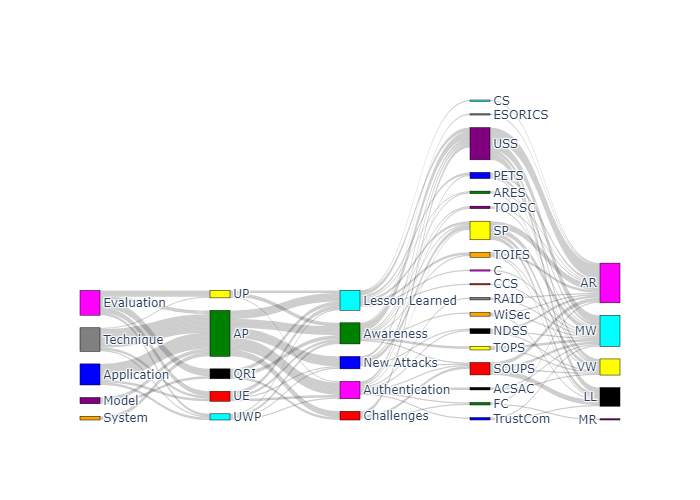 Evaluation
Technique
Application
Model
System
UP
AP
QRI
UE
UWP
Lesson Learned
Awareness
New Attacks
Authentication
Challenges
CS
ESORICS
USS
PETS
ARES
TODSC
SP
TOIFS
C
CCS
RAID
WiSec
NDSS
TOPS
SOUPS
ACSAC
FC
TrustCom
AR
MW
VW
LL
MR